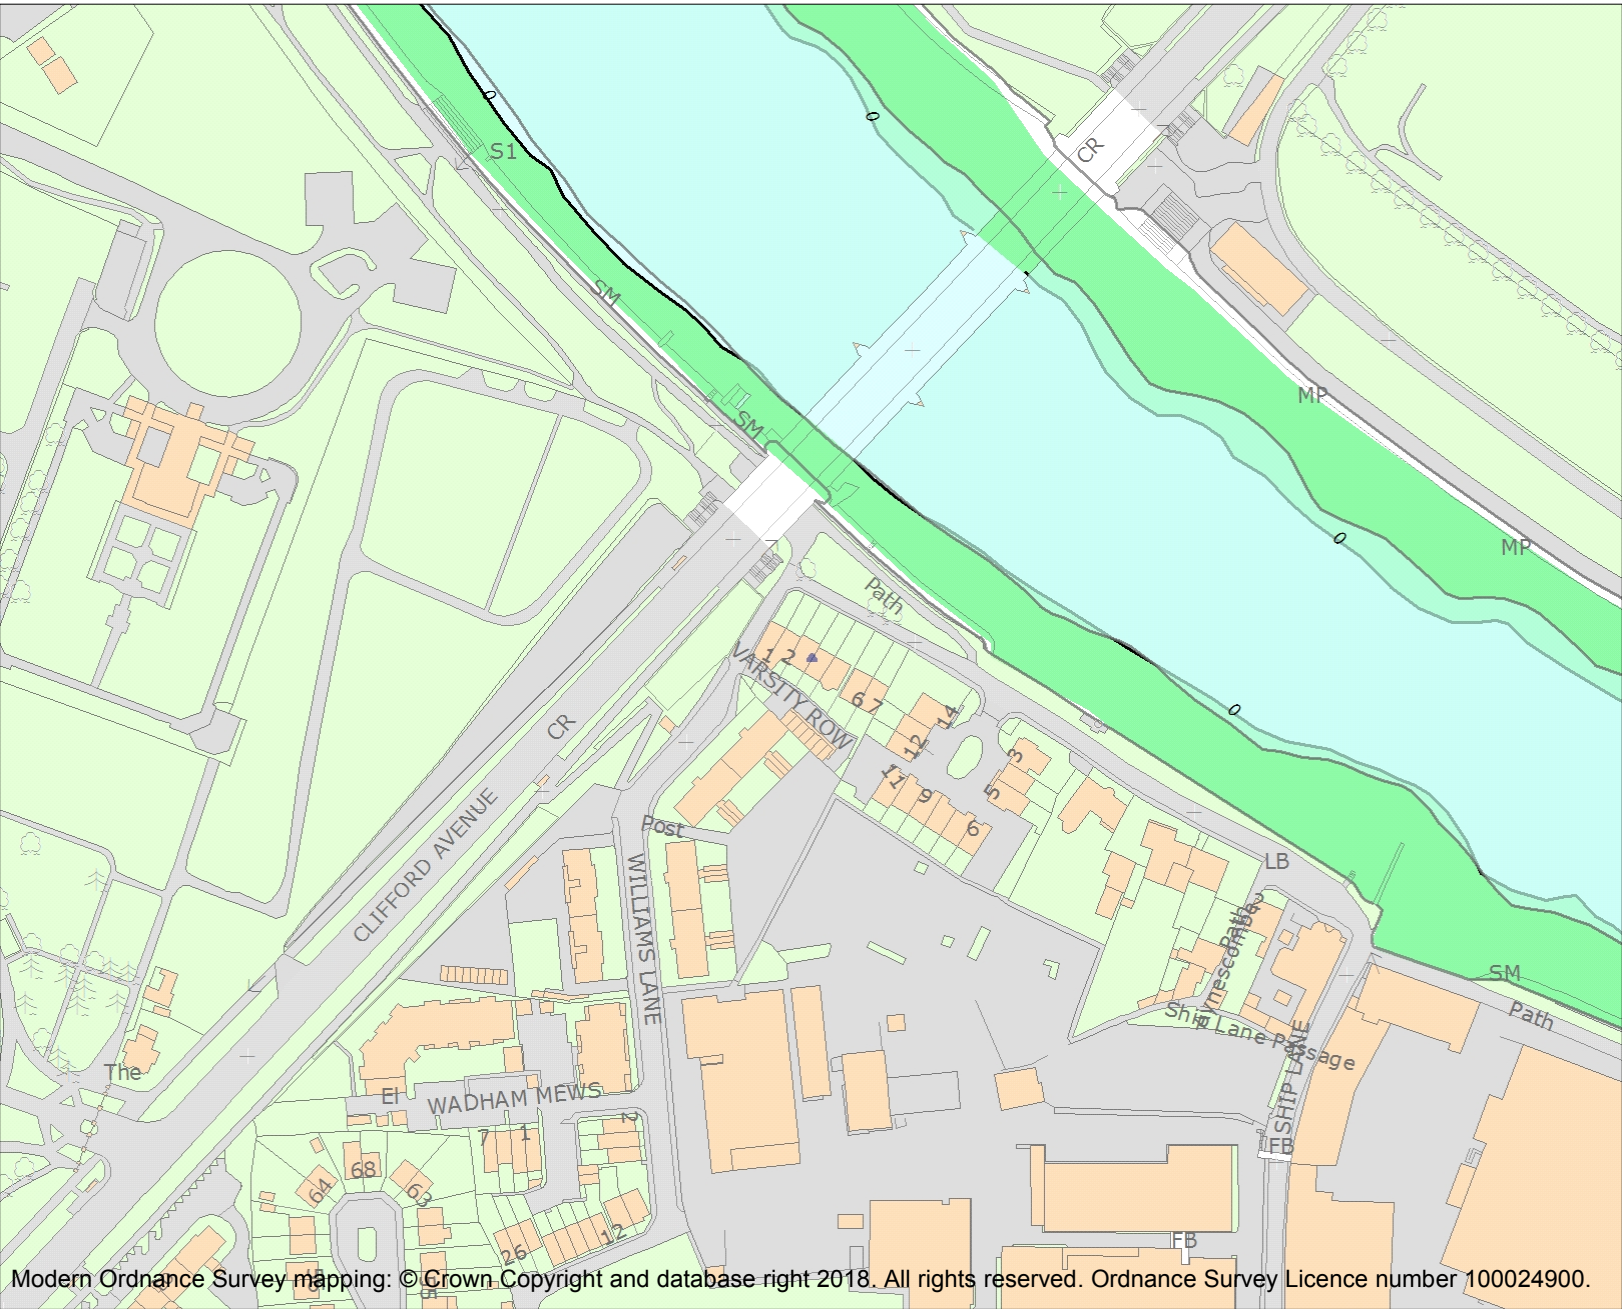 0
0
S1
CR
SM
SM
MP
MP
0
Path
VARSITY ROW
1 2
6 7
14
12
11
9
6
3
5
0
CR
CLIFFORD AVENUE
Post
WILLIAMS LANE
LB
SM
Path
Ship Lane Passage
SHIP LANE
FB
The
El
WADHAM MEWS
7
1
2
68
64
63
26
12
FB
Modern Ordnance Survey mapping: © Crown Copyright and database right 2018. All rights reserved. Ordnance Survey Licence number 100024900.